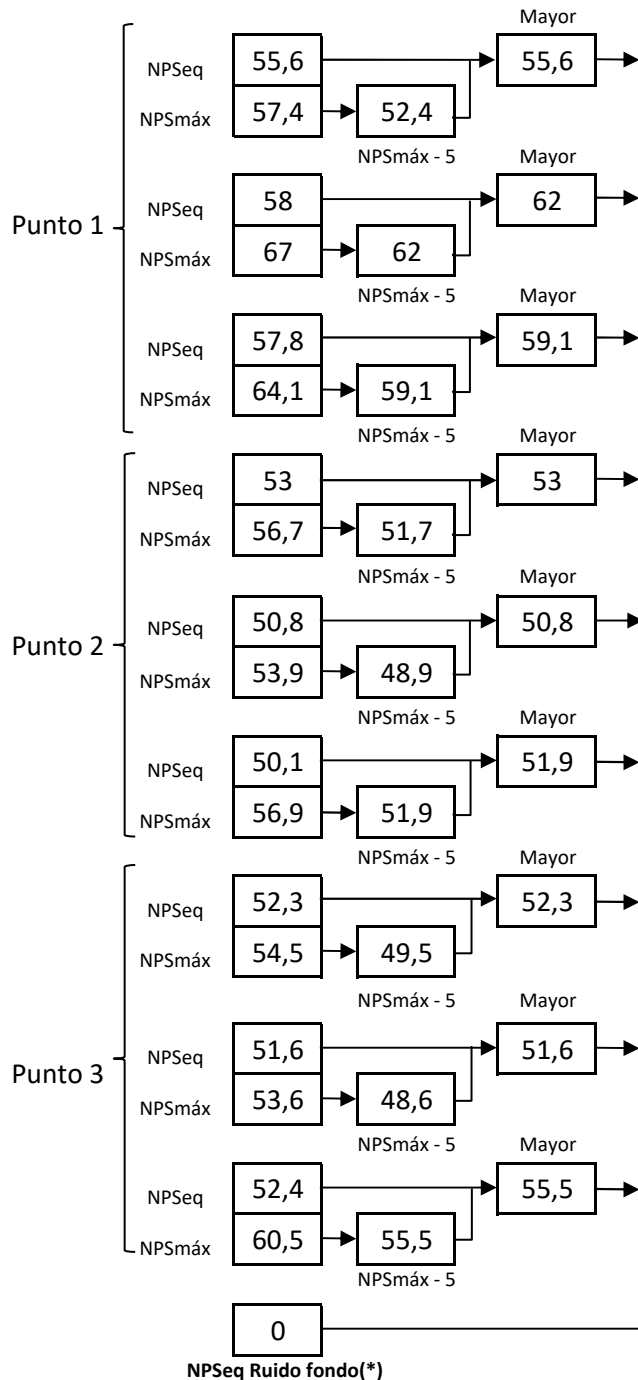 Mayor
NPSeq 55,6 55,6
NPSmáx 57,4 52,4
NPSmáx - 5
Mayor
Punto 1
NPSeq 58 62
NPSmáx 67 62
NPSmáx - 5
Mayor
NPSeq 57,8 59,1
NPSmáx 64,1 59,1
NPSmáx - 5
Mayor
NPSeq 53 53
NPSmáx 56,7 51,7
NPSmáx - 5
Mayor
Punto 2
NPSeq 50,8 50,8
NPSmáx 53,9 48,9
NPSmáx - 5
Mayor
NPSeq 50,1 51,9
NPSmáx 56,9 51,9
NPSmáx - 5
Mayor
NPSeq 52,3 52,3
NPSmáx 54,5 49,5
NPSmáx - 5
Mayor
Punto 3
NPSeq 51,6 51,6
NPSmáx 53,6 48,6
NPSmáx - 5
Mayor
NPSeq 52,4 55,5
NPSmáx 60,5 55,5
NPSmáx - 5
0
NPSeq Ruido fondo(*)